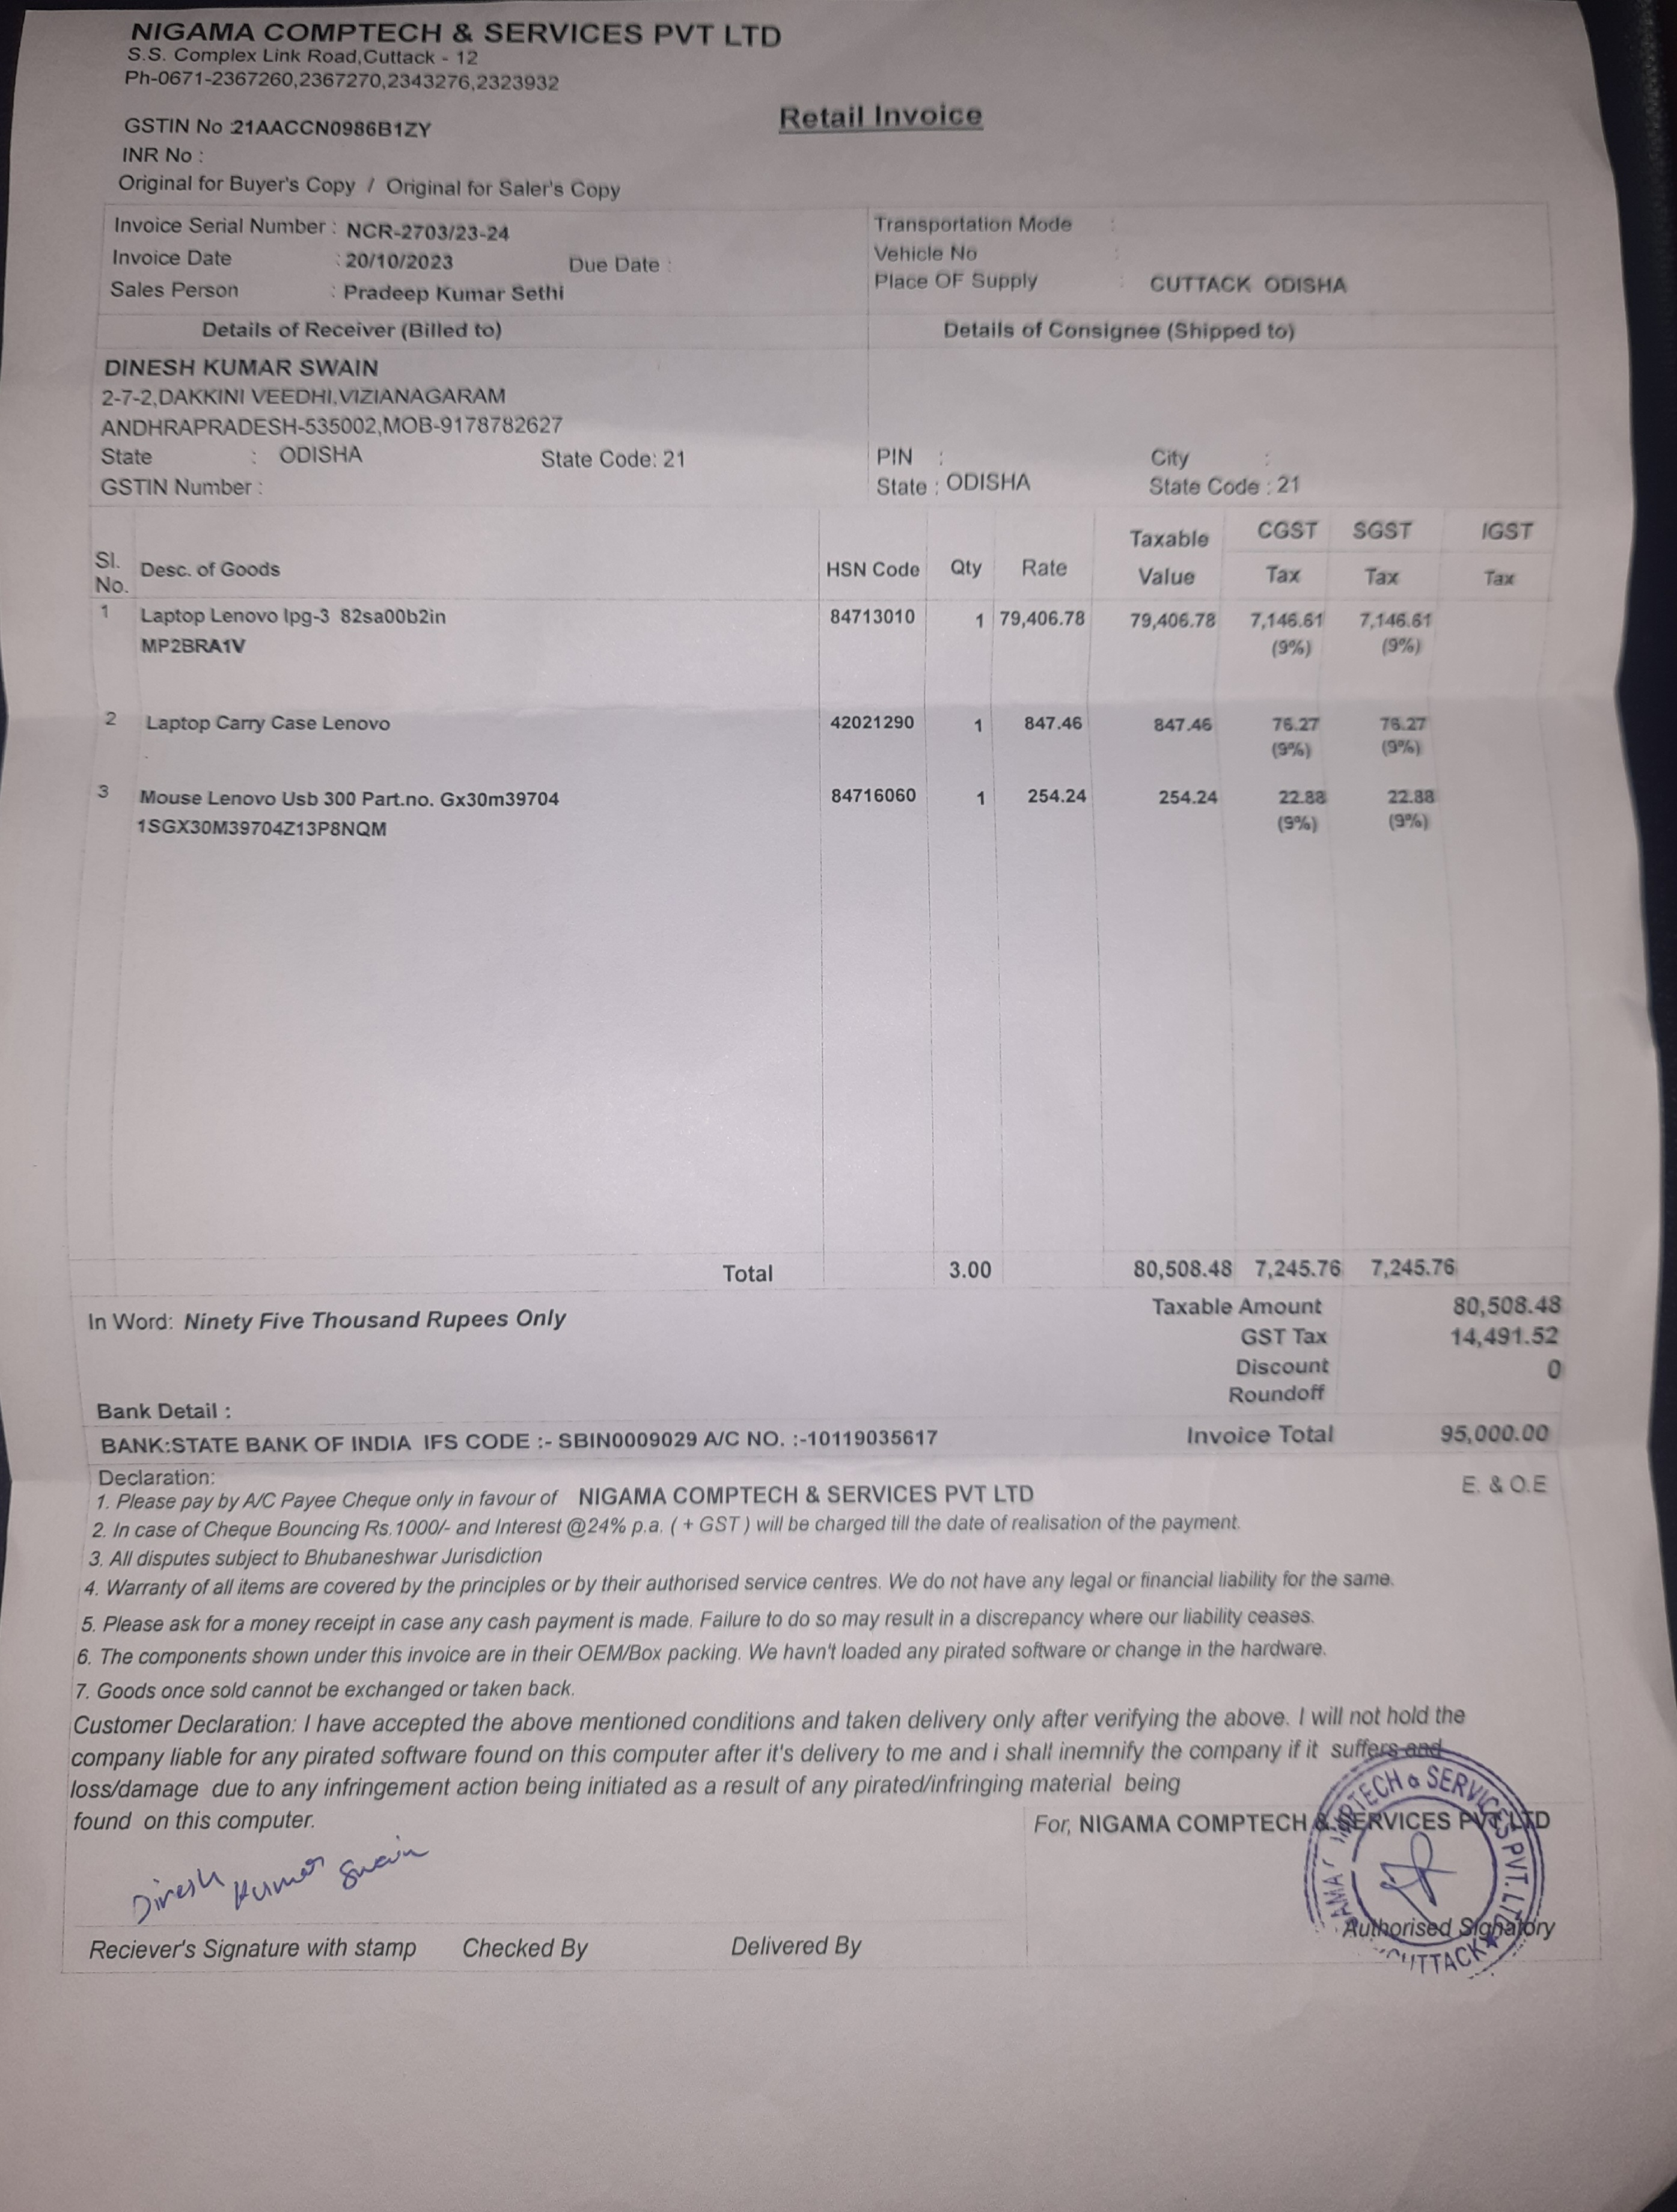 NIGAMA COMPTECH & SERVICES PVT LTD
S.S. Complex Link Road,Cuttack - 12
Ph-0671-2367260,2367270,2343276,2323932
Retail Invoice
GSTIN No :21AACCN0986B1ZY
INR No :
Original for Buyer's Copy / Original for Saler's Copy
Invoice Serial Number : NCR-2703/23-24
Transportation Mode :
Invoice Date : 20/10/2023 Due Date :
Vehicle No :
Sales Person : Pradeep Kumar Sethi
Place OF Supply : CUTTACK ODISHA
Details of Receiver (Billed to)
Details of Consignee (Shipped to)
DINESH KUMAR SWAIN
2-7-2,DAKKINI VEEDHI,VIZIANAGARAM
ANDHRAPRADESH-535002,MOB-9178782627
State : ODISHA State Code: 21
PIN : City :
GSTIN Number :
State : ODISHA State Code : 21
Sl. No. Desc. of Goods HSN Code Qty Rate Taxable Value CGST Tax SGST Tax IGST Tax
1 Laptop Lenovo Ipg-3 82sa00b2in 84713010 1 79,406.78 79,406.78 7,146.61 7,146.61
MP2BRA1V (9%) (9%)
2 Laptop Carry Case Lenovo 42021290 1 847.46 847.46 76.27 76.27
. (9%) (9%)
3 Mouse Lenovo Usb 300 Part.no. Gx30m39704 84716060 1 254.24 254.24 22.88 22.88
1SGX30M39704Z13P8NQM (9%) (9%)
Total 3.00 80,508.48 7,245.76 7,245.76
In Word: Ninety Five Thousand Rupees Only
Taxable Amount 80,508.48
GST Tax 14,491.52
Discount 0
Roundoff
Bank Detail :
BANK:STATE BANK OF INDIA IFS CODE :- SBIN0009029 A/C NO. :-10119035617
Invoice Total 95,000.00
Declaration:
E. & O.E
1. Please pay by A/C Payee Cheque only in favour of NIGAMA COMPTECH & SERVICES PVT LTD
2. In case of Cheque Bouncing Rs.1000/- and Interest @24% p.a. ( + GST ) will be charged till the date of realisation of the payment.
3. All disputes subject to Bhubaneshwar Jurisdiction
4. Warranty of all items are covered by the principles or by their authorised service centres. We do not have any legal or financial liability for the same.
5. Please ask for a money receipt in case any cash payment is made. Failure to do so may result in a discrepancy where our liability ceases.
6. The components shown under this invoice are in their OEM/Box packing. We havn't loaded any pirated software or change in the hardware.
7. Goods once sold cannot be exchanged or taken back.
Customer Declaration: I have accepted the above mentioned conditions and taken delivery only after verifying the above. I will not hold the
company liable for any pirated software found on this computer after it's delivery to me and i shall inemnify the company if it suffers and
loss/damage due to any infringement action being initiated as a result of any pirated/infringing material being
found on this computer.
For, NIGAMA COMPTECH & SERVICES PVT LTD
Dinesh Kumar Swain
Authorised Signatory
Reciever's Signature with stamp Checked By Delivered By
SERVICES PVT. LTD
CUTTACK